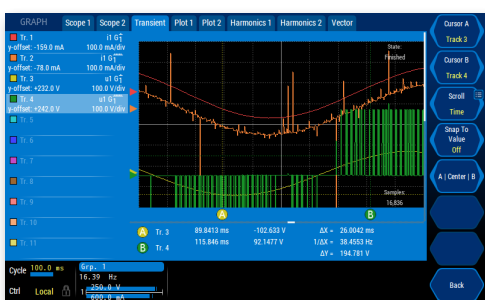 GRAPH Scope 1 Scope 2 Transient Plot 1 Plot 2 Harmonics 1 Harmonics 2 Vector
Tr. 1 i1 G1
y-offset: -159.0 mA 100.0 mA/div
Tr. 2 i1 G1
y-offset: -78.0 mA 100.0 mA/div
Tr. 3 u1 G1
y-offset: +232.0 V 100.0 V/div
Tr. 4 u1 G1
y-offset: +242.0 V 100.0 V/div
Tr. 5
Tr. 6
Tr. 7
Tr. 8
Tr. 9
Tr. 10
Tr. 11
State:
Finished
Samples:
16.836
A B
A Tr. 3 89.8413 ms -102.633 V ΔX = 26.0042 ms
B Tr. 4 115.846 ms 92.1477 V 1/ΔX = 38.4553 Hz
ΔY = 194.781 V
Cursor A
Track 3
Cursor B
Track 4
Scroll
Time
Snap To
Value
Off
A | Center | B
Back
Cycle 100.0 ms Grp. 1
16.39 Hz
Ctrl Local 1 250.0 V
600.0 mA